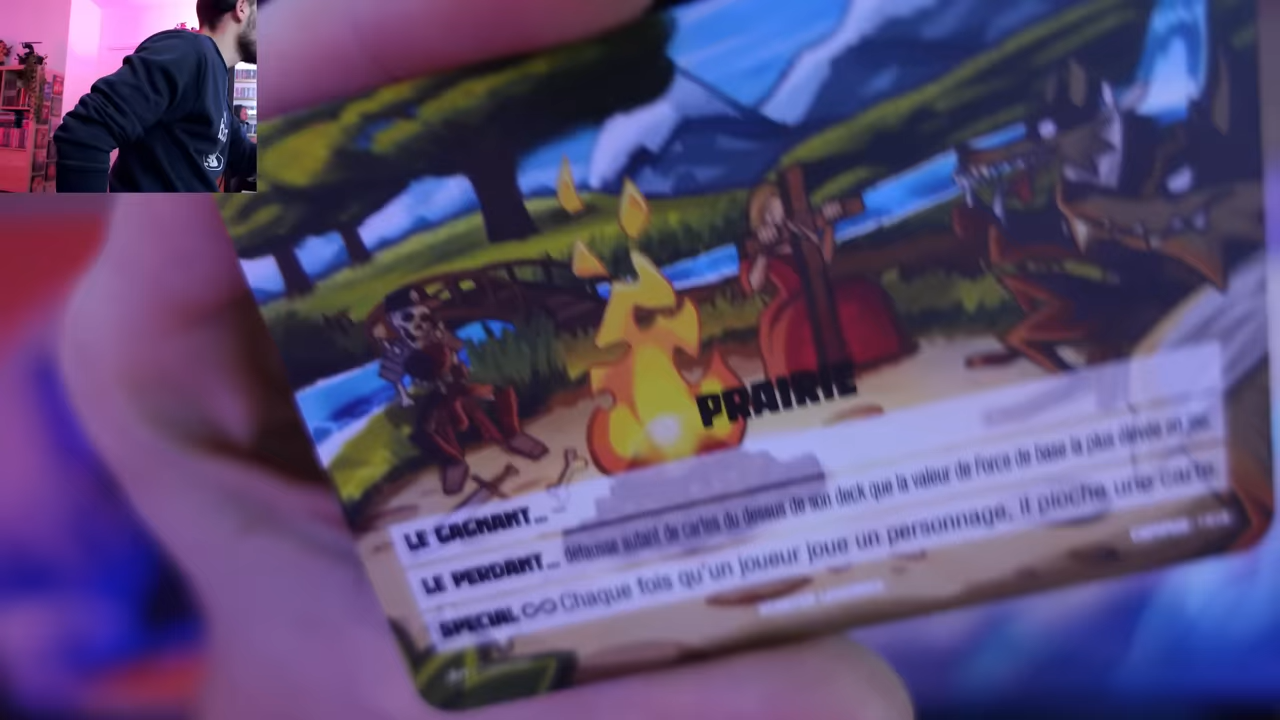 PRAIRIE
LE GAGNANT...
LE PERDANT... défausse autant de cartes du dessus de son deck que la valeur de Force de base la plus élevée en jeu.
SPECIAL ∞ Chaque fois qu'un joueur joue un personnage, il pioche une carte.